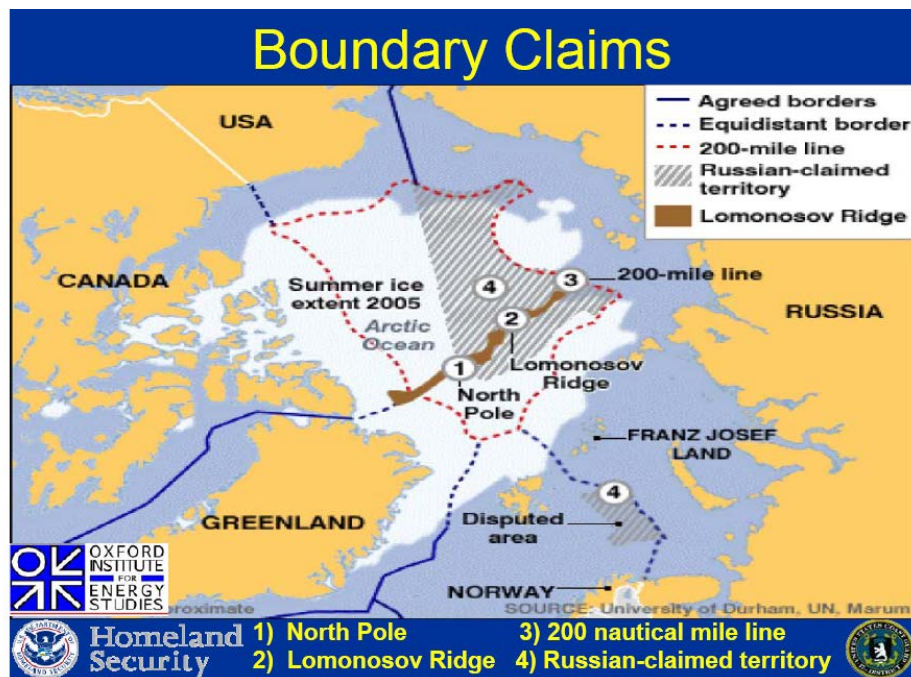 Boundary Claims
Agreed borders
Equidistant border
200-mile line
Russian-claimed
territory
Lomonosov Ridge
USA
CANADA
Summer ice
extent 2005
Arctic
Ocean
4
3
200-mile line
2
RUSSIA
1
Lomonosov
Ridge
North
Pole
FRANZ JOSEF
LAND
4
GREENLAND
Disputed
area
NORWAY
OXFORD
INSTITUTE
FOR
ENERGY
STUDIES
SOURCE: University of Durham, UN, Marum
Homeland
Security
1) North Pole
3) 200 nautical mile line
2) Lomonosov Ridge
4) Russian-claimed territory